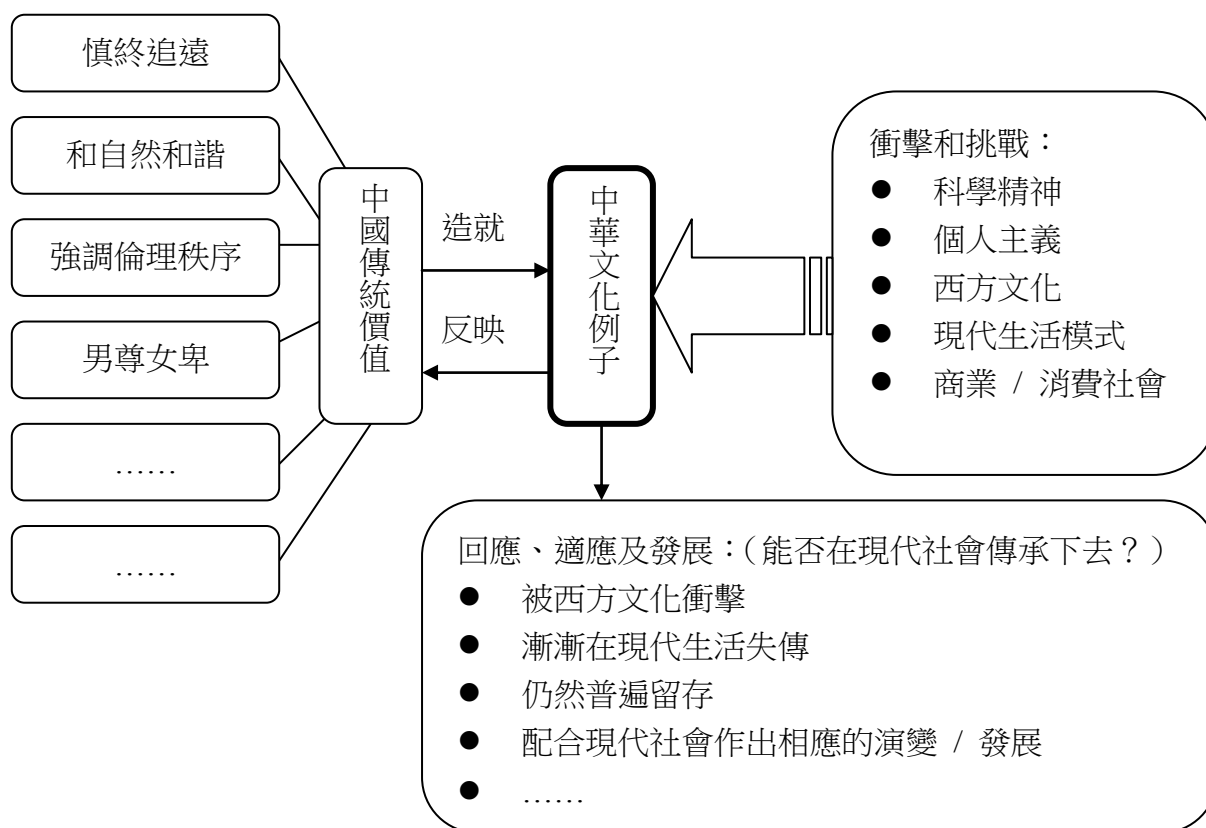 慎終追遠
和自然和諧
強調倫理秩序
男尊女卑
……
……
中國傳統價值
造就
反映
中華文化例子
衝擊和挑戰：
● 科學精神
● 個人主義
● 西方文化
● 現代生活模式
● 商業 / 消費社會
回應、適應及發展：（能否在現代社會傳承下去？）
● 被西方文化衝擊
● 漸漸在現代生活失傳
● 仍然普遍留存
● 配合現代社會作出相應的演變 / 發展
● ……